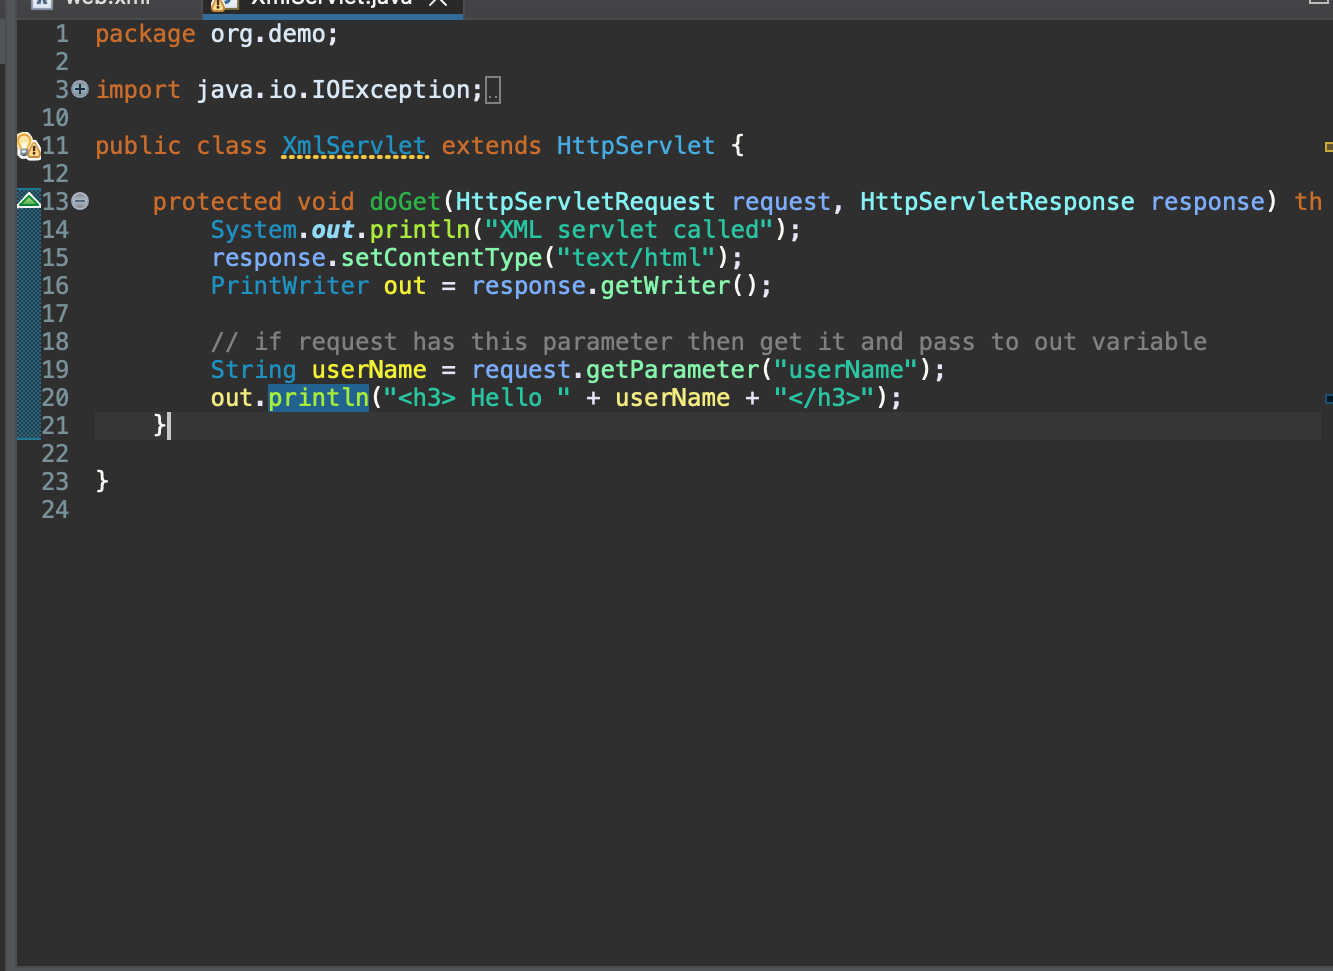 web.xml
XmlServlet.java
1 package org.demo;
2
3 import java.io.IOException;
10
11 public class XmlServlet extends HttpServlet {
12
13 protected void doGet(HttpServletRequest request, HttpServletResponse response) th
14 System.out.println("XML servlet called");
15 response.setContentType("text/html");
16 PrintWriter out = response.getWriter();
17
18 // if request has this parameter then get it and pass to out variable
19 String userName = request.getParameter("userName");
20 out.println("<h3> Hello " + userName + "</h3>");
21 }
22
23 }
24